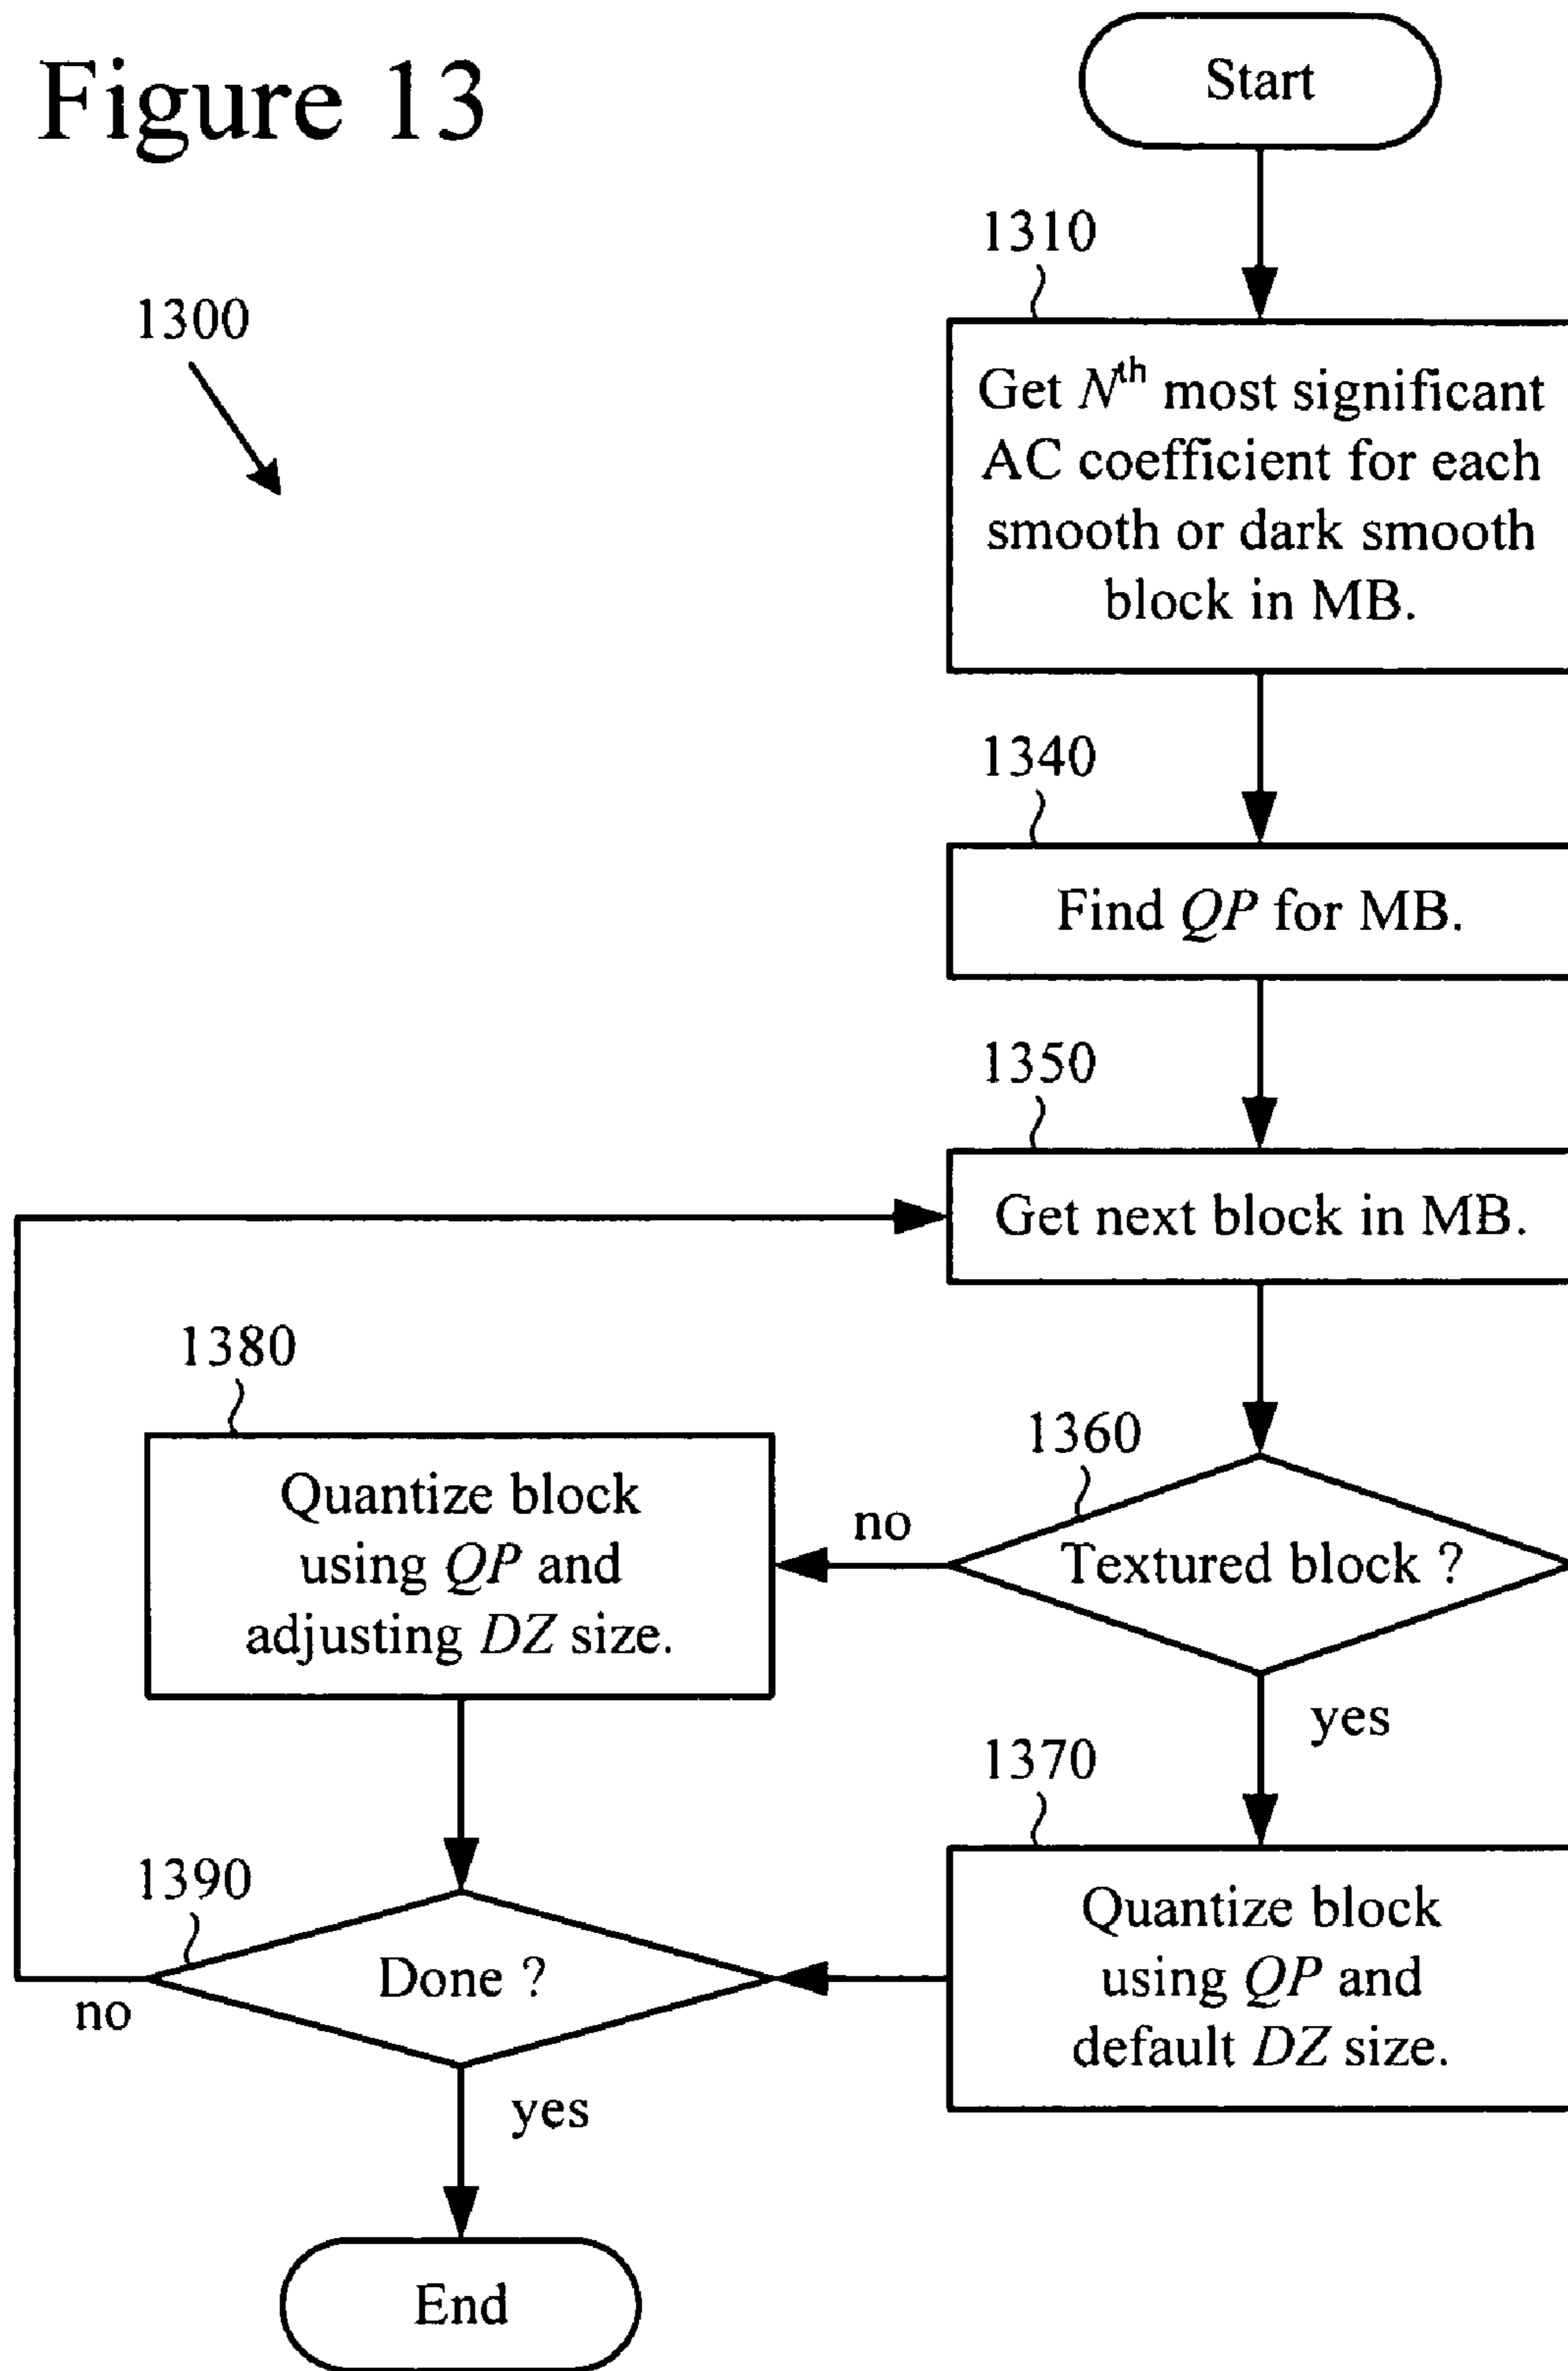 Figure 13
Start
1300
1310
Get Nth most significant
AC coefficient for each
smooth or dark smooth
block in MB.
1340
Find QP for MB.
1350
Get next block in MB.
1360
Textured block ?
no
yes
1380
Quantize block
using QP and
adjusting DZ size.
1370
Quantize block
using QP and
default DZ size.
1390
Done ?
no
yes
End